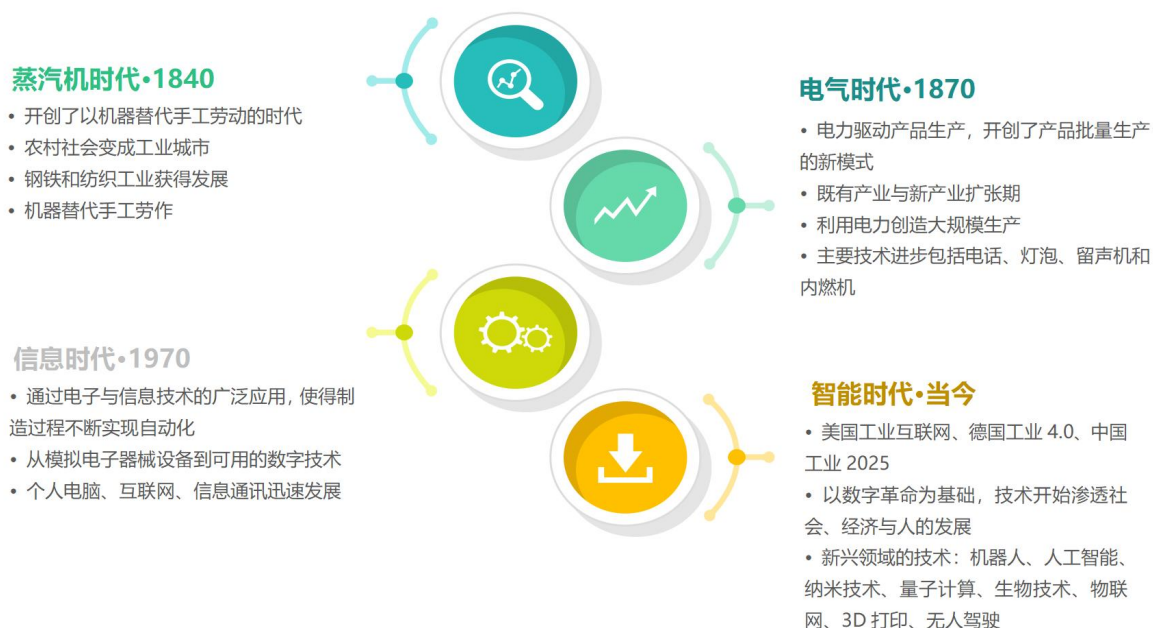 蒸汽机时代•1840
• 开创了以机器替代手工劳动的时代
• 农村社会变成工业城市
• 钢铁和纺织工业获得发展
• 机器替代手工劳作
电气时代•1870
• 电力驱动产品生产，开创了产品批量生产
的新模式
• 既有产业与新产业扩张期
• 利用电力创造大规模生产
• 主要技术进步包括电话、灯泡、留声机和
内燃机
信息时代•1970
• 通过电子与信息技术的广泛应用，使得制
造过程不断实现自动化
• 从模拟电子器械设备到可用的数字技术
• 个人电脑、互联网、信息通讯迅速发展
智能时代•当今
• 美国工业互联网、德国工业 4.0、中国
工业 2025
• 以数字革命为基础，技术开始渗透社
会、经济与人的发展
• 新兴领域的技术：机器人、人工智能、
纳米技术、量子计算、生物技术、物联
网、3D 打印、无人驾驶